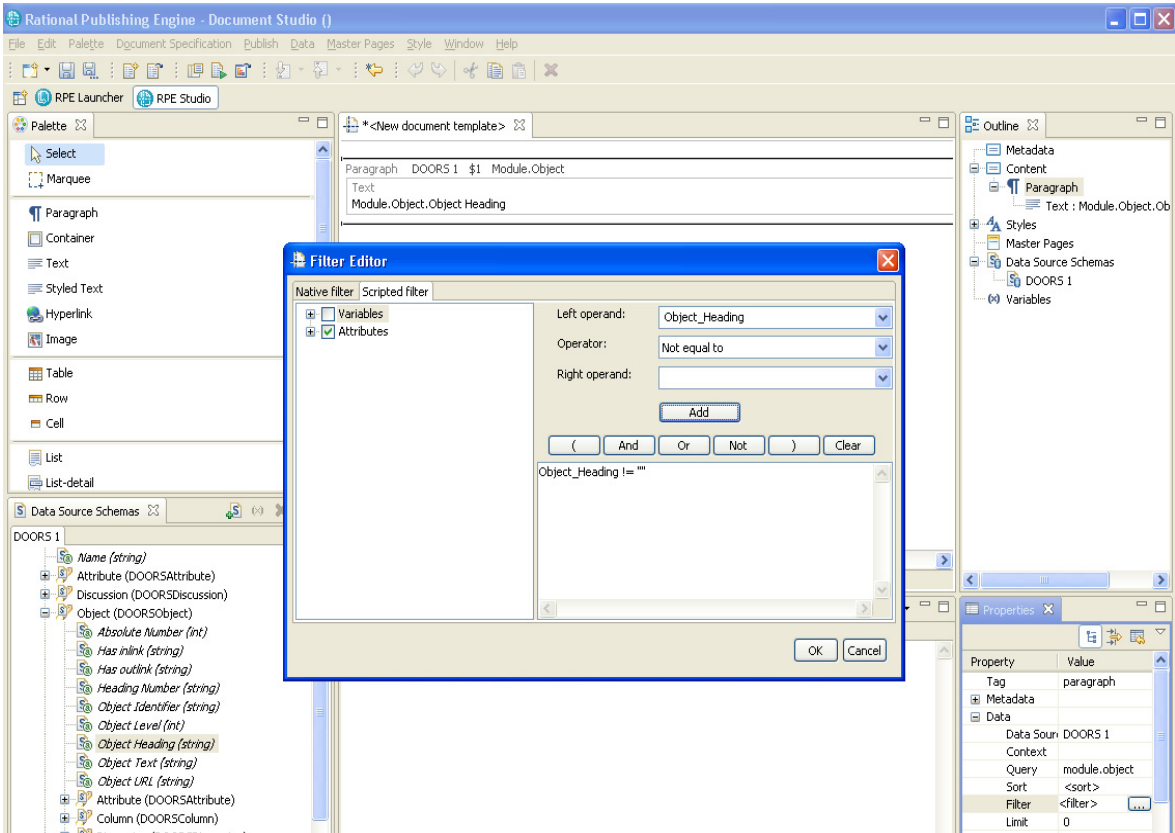 Rational Publishing Engine - Document Studio ()
File Edit Palette Document Specification Publish Data Master Pages Style Window Help
RPE Launcher RPE Studio
Palette
Select
Marquee
Paragraph
Container
Text
Styled Text
Hyperlink
Image
Table
Row
Cell
List
List-detail
*<New document template>
Paragraph DOORS 1 $1 Module.Object
Text
Module.Object.Object Heading
Outline
Metadata
Content
Paragraph
Text : Module.Object.Ob
Styles
Master Pages
Data Source Schemas
DOORS 1
Variables
Filter Editor
Native filter Scripted filter
Variables
Attributes
Left operand: Object_Heading
Operator: Not equal to
Right operand:
Add
( And Or Not ) Clear
Object_Heading != ""
OK Cancel
Data Source Schemas
DOORS 1
Name (string)
Attribute (DOORSAttribute)
Discussion (DOORSDiscussion)
Object (DOORSObject)
Absolute Number (int)
Has inlink (string)
Has outlink (string)
Heading Number (string)
Object Identifier (string)
Object Level (int)
Object Heading (string)
Object Text (string)
Object URL (string)
Attribute (DOORSAttribute)
Column (DOORSColumn)
Properties
Property Value
Tag paragraph
Metadata
Data
Data Sour DOORS 1
Context
Query module.object
Sort <sort>
Filter <filter> ...
Limit 0